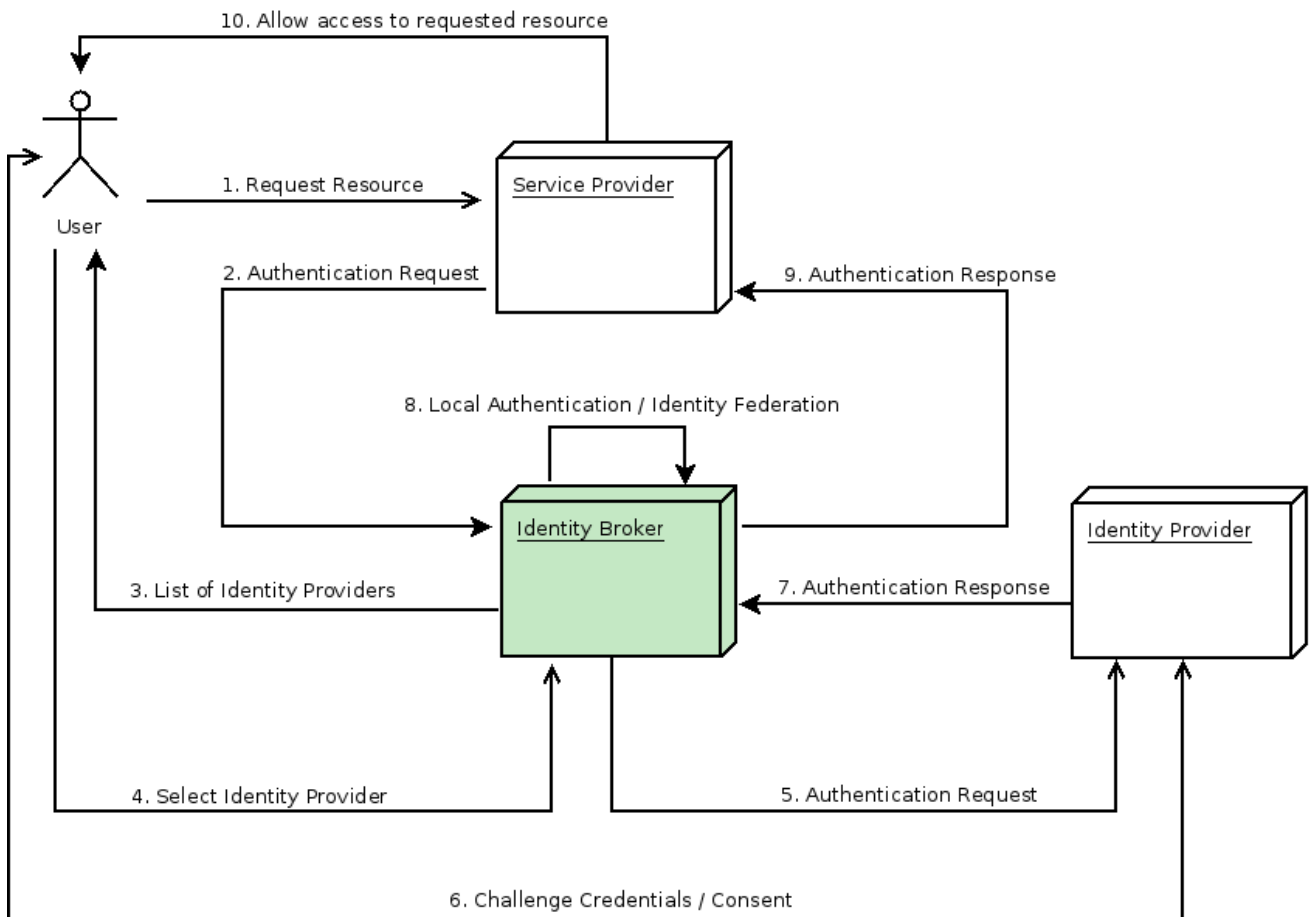 10. Allow access to requested resource
1. Request Resource
Service Provider
User
2. Authentication Request
9. Authentication Response
8. Local Authentication / Identity Federation
Identity Broker
Identity Provider
3. List of Identity Providers
7. Authentication Response
4. Select Identity Provider
5. Authentication Request
6. Challenge Credentials / Consent